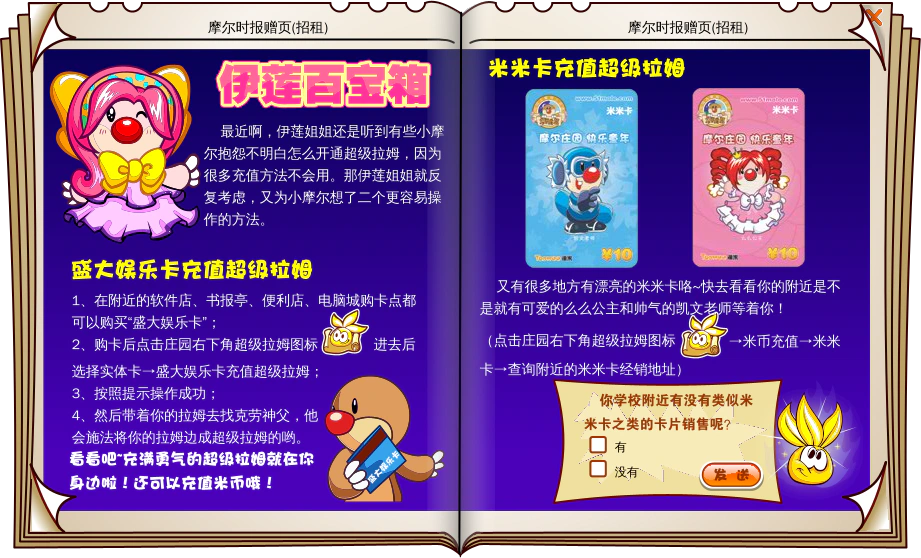 摩尔时报赠页(招租)
伊莲百宝箱
最近啊，伊莲姐姐还是听到有些小摩
尔抱怨不明白怎么开通超级拉姆，因为
很多充值方法不会用。那伊莲姐姐就反
复考虑，又为小摩尔想了二个更容易操
作的方法。
盛大娱乐卡充值超级拉姆
1、在附近的软件店、书报亭、便利店、电脑城购卡点都
可以购买“盛大娱乐卡”；
2、购卡后点击庄园右下角超级拉姆图标 进去后
选择实体卡→盛大娱乐卡充值超级拉姆；
3、按照提示操作成功；
4、然后带着你的拉姆去找克劳神父，他
会施法将你的拉姆边成超级拉姆的哟。
看看吧~充满勇气的超级拉姆就在你
身边啦！还可以充值米币哦！
盛大娱乐卡
摩尔时报赠页(招租)
米米卡充值超级拉姆
www.51mole.com
米米卡
摩尔庄园 快乐童年
¥10
www.51mole.com
米米卡
摩尔庄园 快乐童年
¥10
又有很多地方有漂亮的米米卡咯~快去看看你的附近是不
是就有可爱的么么公主和帅气的凯文老师等着你！
（点击庄园右下角超级拉姆图标 →米币充值→米米
卡→查询附近的米米卡经销地址）
你学校附近有没有类似米
米卡之类的卡片销售呢?
有
没有
发 送